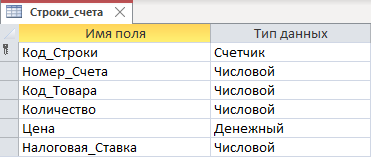 Строки_счета
Имя поля Тип данных
Код_Строки Счетчик
Номер_Счета Числовой
Код_Товара Числовой
Количество Числовой
Цена Денежный
Налоговая_Ставка Числовой